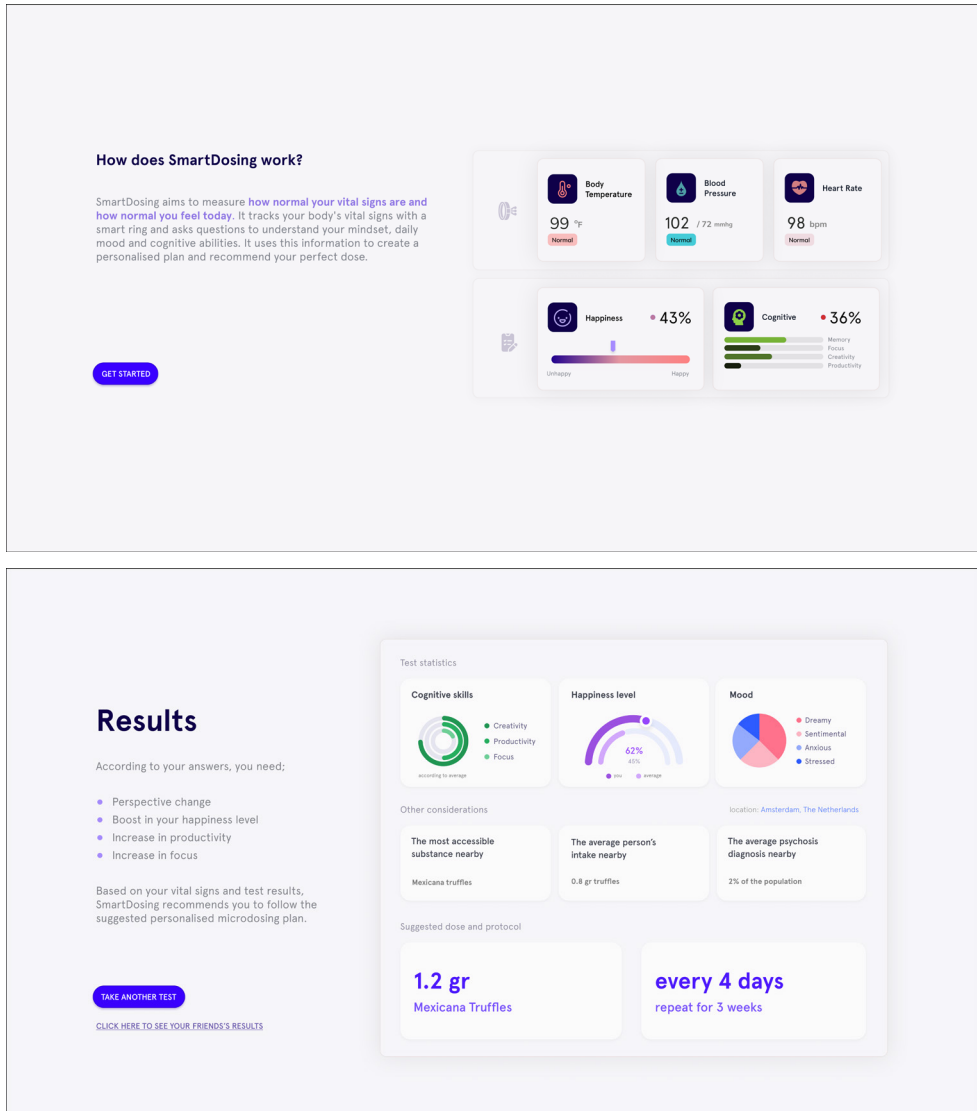 How does SmartDosing work?
SmartDosing aims to measure how normal your vital signs are and
how normal you feel today. It tracks your body's vital signs with a
smart ring and asks questions to understand your mindset, daily
mood and cognitive abilities. It uses this information to create a
personalised plan and recommend your perfect dose.
GET STARTED
Body
Temperature
99 °F
Normal
Blood
Pressure
102 / 72 mmhg
Normal
Heart Rate
98 bpm
Normal
Happiness
43%
Unhappy
Happy
Cognitive
36%
Memory
Focus
Creativity
Productivity
Results
According to your answers, you need;
Perspective change
Boost in your happiness level
Increase in productivity
Increase in focus
Based on your vital signs and test results,
SmartDosing recommends you to follow the
suggested personalised microdosing plan.
TAKE ANOTHER TEST
CLICK HERE TO SEE YOUR FRIENDS'S RESULTS
Test statistics
Cognitive skills
Creativity
Productivity
Focus
according to average
Happiness level
62%
45%
you
average
Mood
Dreamy
Sentimental
Anxious
Stressed
Other considerations
location: Amsterdam, The Netherlands
The most accessible
substance nearby
Mexicana truffles
The average person's
intake nearby
0.8 gr truffles
The average psychosis
diagnosis nearby
2% of the population
Suggested dose and protocol
1.2 gr
Mexicana Truffles
every 4 days
repeat for 3 weeks